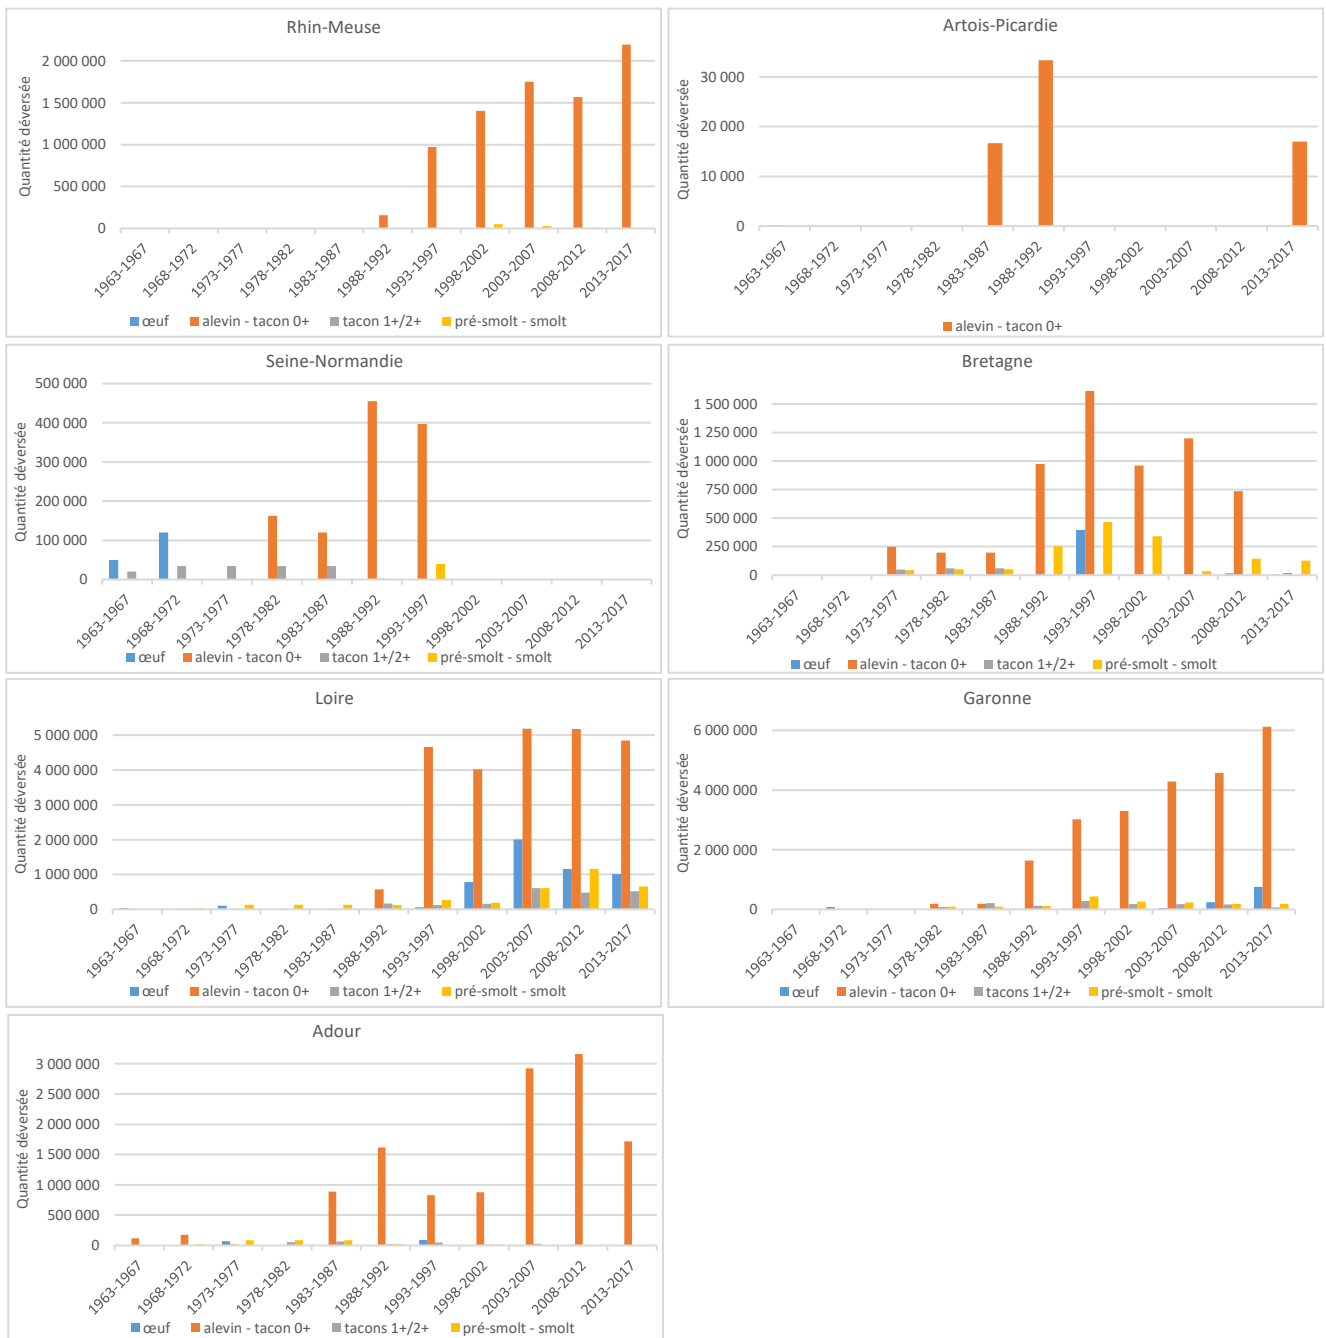 Rhin-Meuse
Quantité déversée
2 000 000
1 500 000
1 000 000
500 000
0
1963-1967
1968-1972
1973-1977
1978-1982
1983-1987
1988-1992
1993-1997
1998-2002
2003-2007
2008-2012
2013-2017
œuf alevin - tacon 0+ tacon 1+/2+ pré-smolt - smolt
Artois-Picardie
Quantité déversée
30 000
20 000
10 000
0
1963-1967
1968-1972
1973-1977
1978-1982
1983-1987
1988-1992
1993-1997
1998-2002
2003-2007
2008-2012
2013-2017
alevin - tacon 0+
Seine-Normandie
Quantité déversée
500 000
400 000
300 000
200 000
100 000
0
1963-1967
1968-1972
1973-1977
1978-1982
1983-1987
1988-1992
1993-1997
1998-2002
2003-2007
2008-2012
2013-2017
œuf alevin - tacon 0+ tacon 1+/2+ pré-smolt - smolt
Bretagne
Quantité déversée
1 500 000
1 250 000
1 000 000
750 000
500 000
250 000
0
1963-1967
1968-1972
1973-1977
1978-1982
1983-1987
1988-1992
1993-1997
1998-2002
2003-2007
2008-2012
2013-2017
œuf alevin - tacon 0+ tacon 1+/2+ pré-smolt - smolt
Loire
Quantité déversée
5 000 000
4 000 000
3 000 000
2 000 000
1 000 000
0
1963-1967
1968-1972
1973-1977
1978-1982
1983-1987
1988-1992
1993-1997
1998-2002
2003-2007
2008-2012
2013-2017
œuf alevin - tacon 0+ tacon 1+/2+ pré-smolt - smolt
Garonne
Quantité déversée
6 000 000
4 000 000
2 000 000
0
1963-1967
1968-1972
1973-1977
1978-1982
1983-1987
1988-1992
1993-1997
1998-2002
2003-2007
2008-2012
2013-2017
œuf alevin - tacon 0+ tacons 1+/2+ pré-smolt - smolt
Adour
Quantité déversée
3 000 000
2 500 000
2 000 000
1 500 000
1 000 000
500 000
0
1963-1967
1968-1972
1973-1977
1978-1982
1983-1987
1988-1992
1993-1997
1998-2002
2003-2007
2008-2012
2013-2017
œuf alevin - tacon 0+ tacons 1+/2+ pré-smolt - smolt